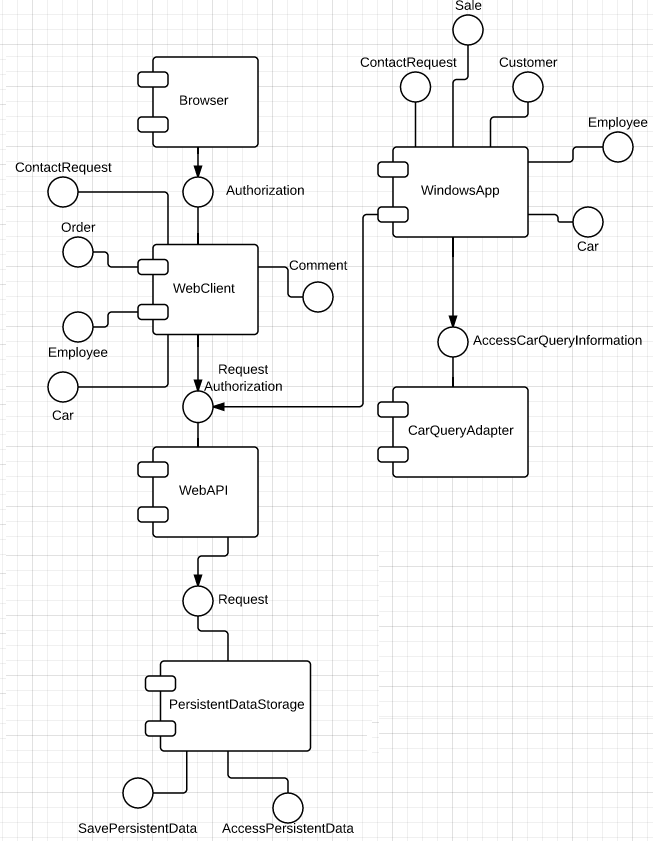 Sale
ContactRequest
Customer
Browser
Employee
ContactRequest
Authorization
WindowsApp
Order
Car
Comment
WebClient
Employee
AccessCarQueryInformation
Request
Authorization
Car
CarQueryAdapter
WebAPI
Request
PersistentDataStorage
SavePersistentData
AccessPersistentData